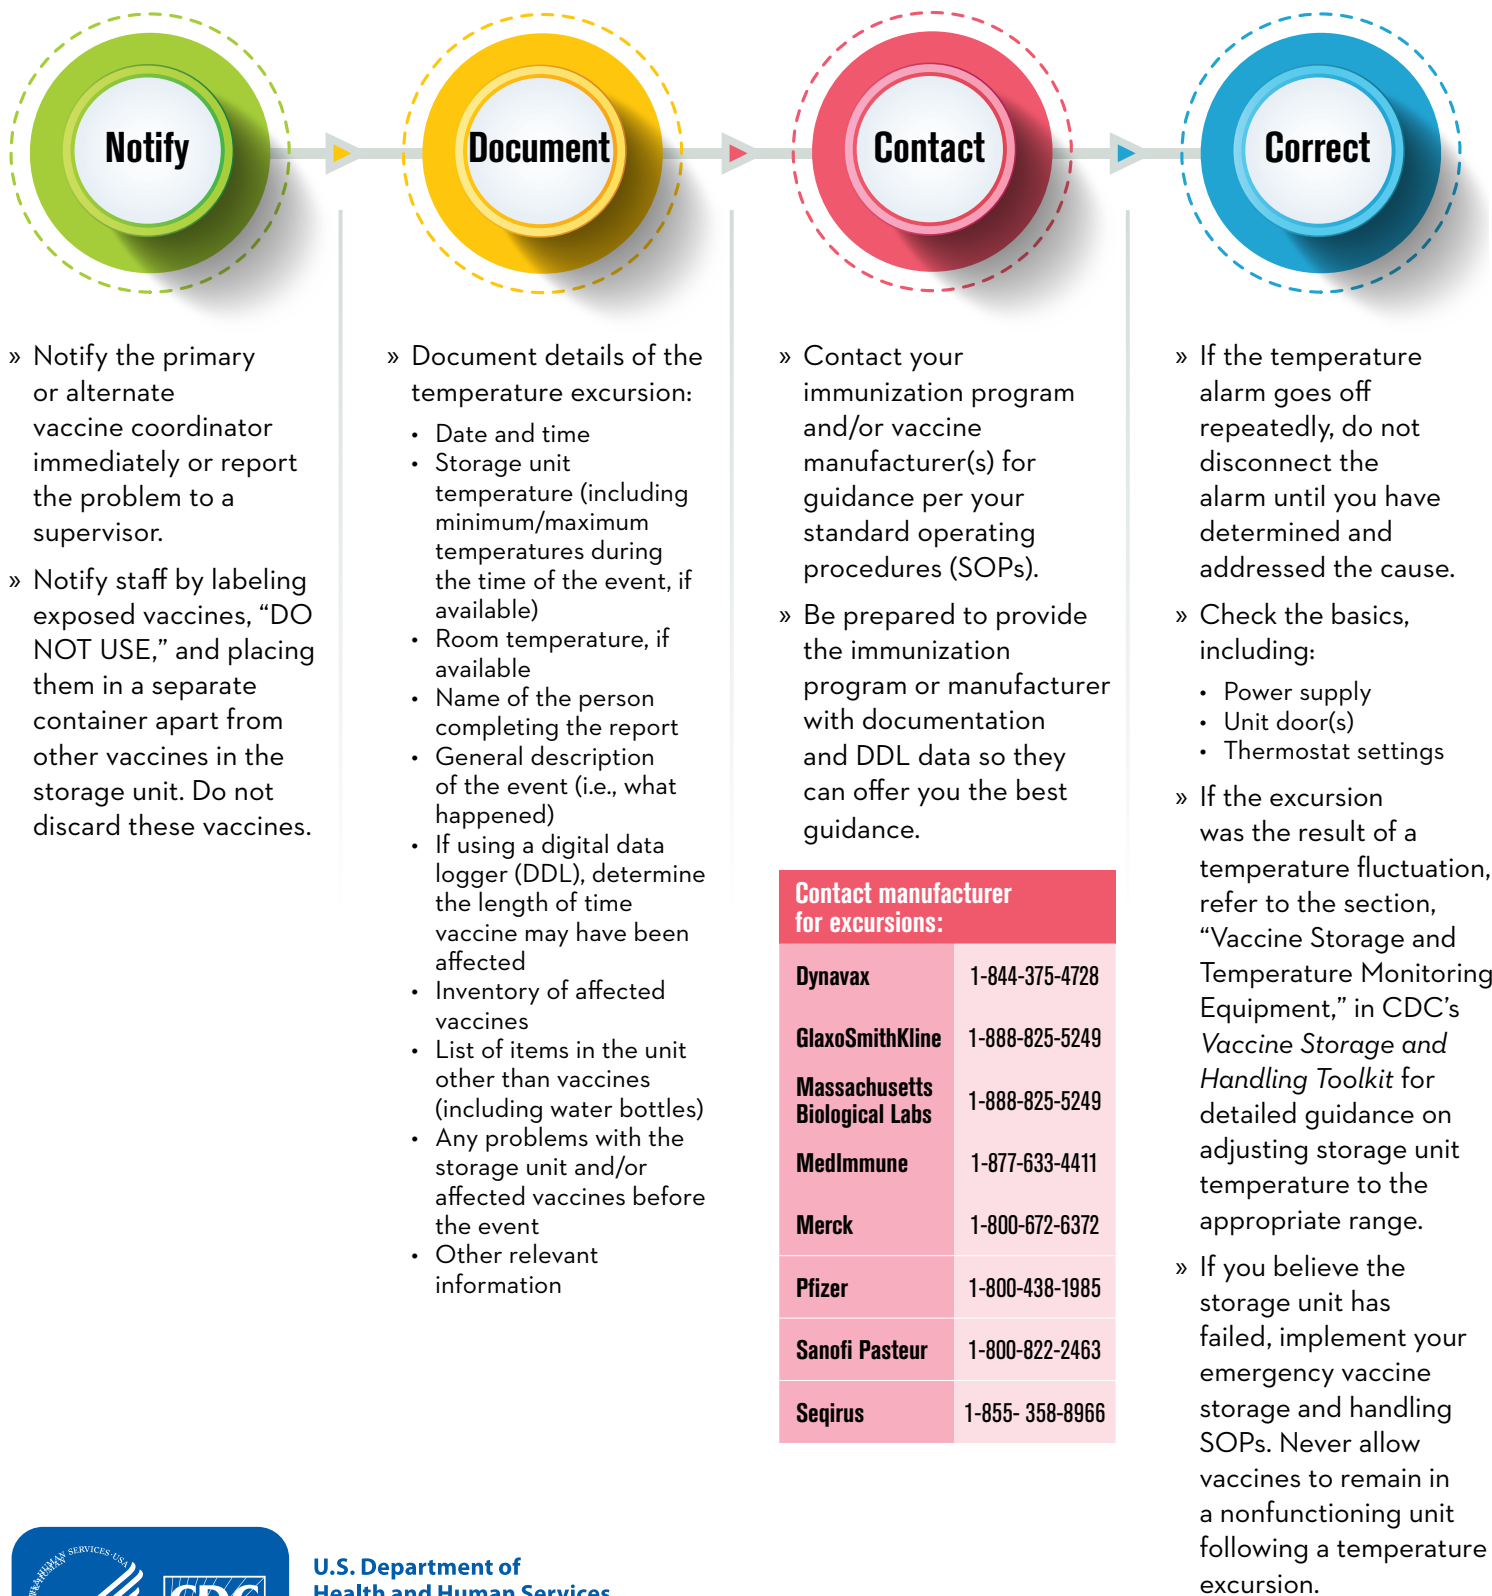 Notify
Document
Contact
Correct
» Notify the primary
or alternate
vaccine coordinator
immediately or report
the problem to a
supervisor.
» Notify staff by labeling
exposed vaccines, “DO
NOT USE,” and placing
them in a separate
container apart from
other vaccines in the
storage unit. Do not
discard these vaccines.
» Document details of the
temperature excursion:
• Date and time
• Storage unit
temperature (including
minimum/maximum
temperatures during
the time of the event, if
available)
• Room temperature, if
available
• Name of the person
completing the report
• General description
of the event (i.e., what
happened)
• If using a digital data
logger (DDL), determine
the length of time
vaccine may have been
affected
• Inventory of affected
vaccines
• List of items in the unit
other than vaccines
(including water bottles)
• Any problems with the
storage unit and/or
affected vaccines before
the event
• Other relevant
information
» Contact your
immunization program
and/or vaccine
manufacturer(s) for
guidance per your
standard operating
procedures (SOPs).
» Be prepared to provide
the immunization
program or manufacturer
with documentation
and DDL data so they
can offer you the best
guidance.
Contact manufacturer
for excursions:
Dynavax 1-844-375-4728
GlaxoSmithKline 1-888-825-5249
Massachusetts
Biological Labs 1-888-825-5249
MedImmune 1-877-633-4411
Merck 1-800-672-6372
Pfizer 1-800-438-1985
Sanofi Pasteur 1-800-822-2463
Seqirus 1-855- 358-8966
» If the temperature
alarm goes off
repeatedly, do not
disconnect the
alarm until you have
determined and
addressed the cause.
» Check the basics,
including:
• Power supply
• Unit door(s)
• Thermostat settings
» If the excursion
was the result of a
temperature fluctuation,
refer to the section,
“Vaccine Storage and
Temperature Monitoring
Equipment,” in CDC’s
Vaccine Storage and
Handling Toolkit for
detailed guidance on
adjusting storage unit
temperature to the
appropriate range.
» If you believe the
storage unit has
failed, implement your
emergency vaccine
storage and handling
SOPs. Never allow
vaccines to remain in
a nonfunctioning unit
following a temperature
excursion.
HUMAN SERVICES·USA
CDC
U.S. Department of
Health and Human Services